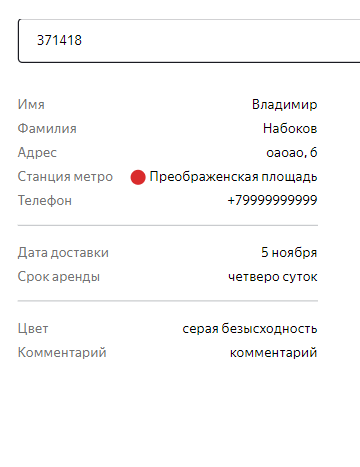 371418
Имя Владимир
Фамилия Набоков
Адрес оаоао, 6
Станция метро Преображенская площадь
Телефон +79999999999
Дата доставки 5 ноября
Срок аренды четверо суток
Цвет серая безысходность
Комментарий комментарий